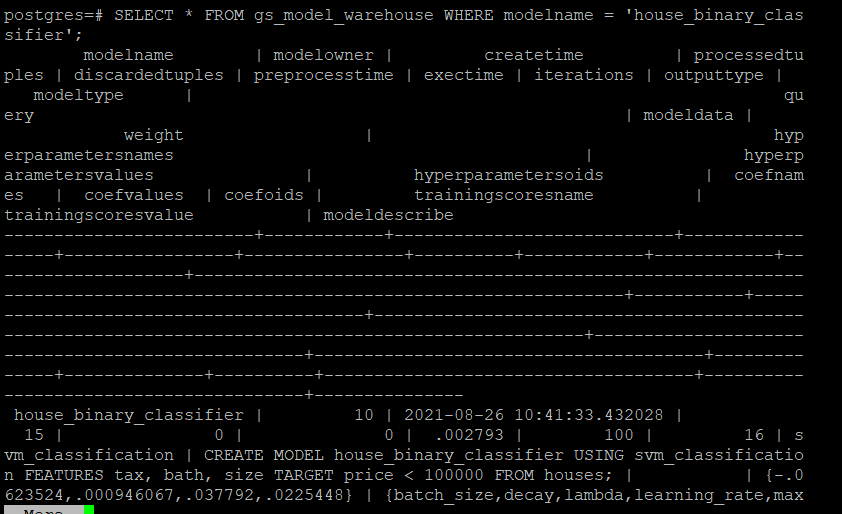 postgres=# SELECT * FROM gs_model_warehouse WHERE modelname = 'house_binary_clas
sifier';
        modelname        | modelowner |         createtime         | processedtu
ples | discardedtuples | preprocesstime | exectime | iterations | outputtype |
   modeltype      |                                                           qu
ery                                                           | modeldata |
            weight                  |                                        hyp
erparametersnames                                         |               hyperp
arametersvalues               |          hyperparametersoids          |  coefnam
es   |  coefvalues  | coefoids |         trainingscoresname          |
trainingscoresvalue           | modeldescribe
-------------------------+------------+----------------------------+------------
-----+-----------------+----------------+----------+------------+------------+--
------------------+-------------------------------------------------------------
--------------------------------------------------------------+-----------+-----
------------------------------------+-------------------------------------------
----------------------------------------------------------+---------------------
------------------------------+---------------------------------------+---------
-----+--------------+----------+-------------------------------------+----------
------------------------------+---------------
 house_binary_classifier |         10 | 2021-08-26 10:41:33.432028 |
  15 |               0 |              0 |  .002793 |        100 |         16 | s
vm_classification | CREATE MODEL house_binary_classifier USING svm_classificatio
n FEATURES tax, bath, size TARGET price < 100000 FROM houses; |           | {-.0
623524,.000946067,.037792,.0225448} | {batch_size,decay,lambda,learning_rate,max
--More--